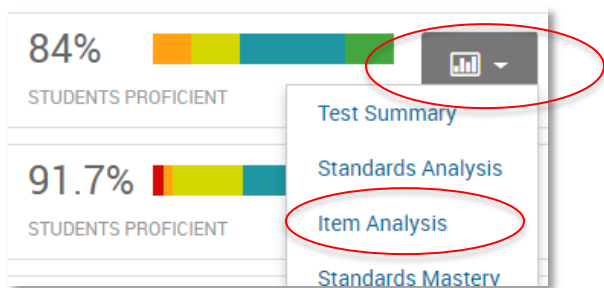 84%
STUDENTS PROFICIENT
Test Summary
Standards Analysis
91.7%
STUDENTS PROFICIENT
Item Analysis
Standards Mastery